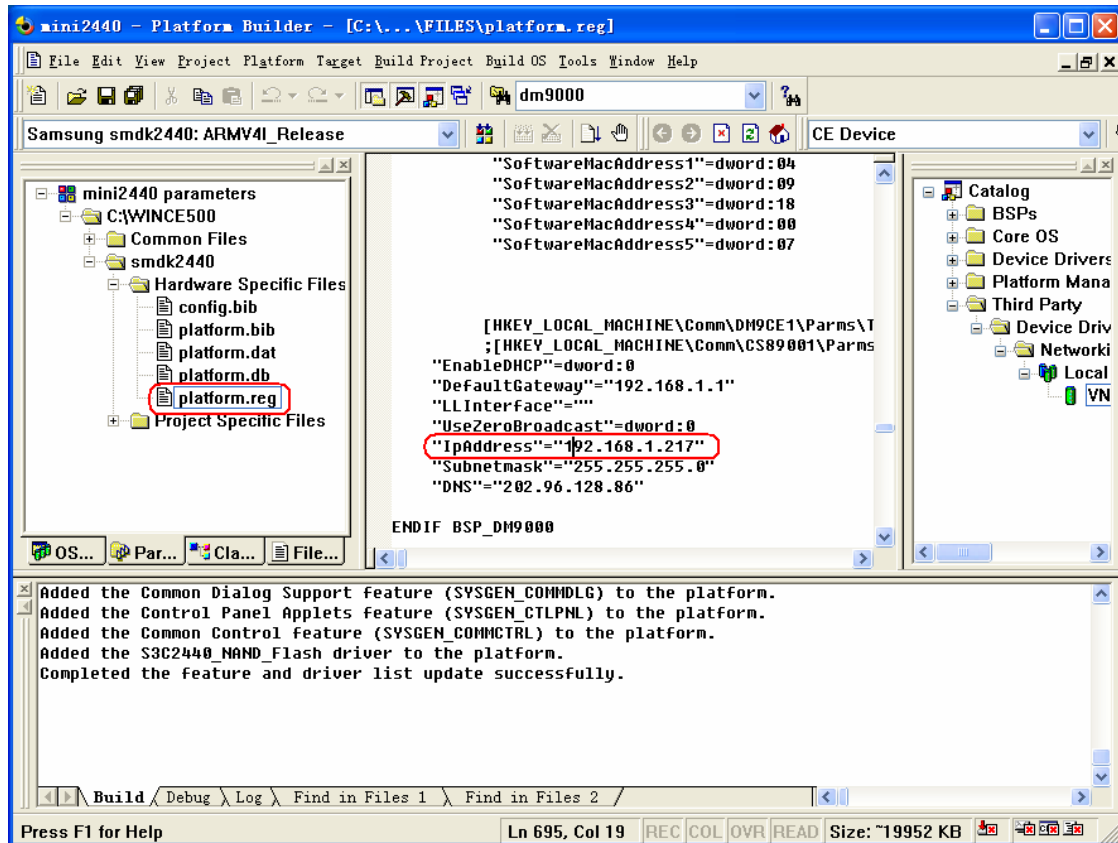 mini2440 - Platform Builder - [C:\...\FILES\platform.reg]
File Edit View Project Platform Target Build Project Build OS Tools Window Help
dm9000
Samsung smdk2440: ARMV4I_Release
CE Device
mini2440 parameters
C:\WINCE500
Common Files
smdk2440
Hardware Specific Files
config.bib
platform.bib
platform.dat
platform.db
platform.reg
Project Specific Files
OS...
Par...
Cla...
File...
"SoftwareMacAddress1"=dword:04
"SoftwareMacAddress2"=dword:09
"SoftwareMacAddress3"=dword:18
"SoftwareMacAddress4"=dword:00
"SoftwareMacAddress5"=dword:07
[HKEY_LOCAL_MACHINE\Comm\DM9CE1\Parms\T
;[HKEY_LOCAL_MACHINE\Comm\CS89001\Parms
"EnableDHCP"=dword:0
"DefaultGateway"="192.168.1.1"
"LLInterface"=""
"UseZeroBroadcast"=dword:0
"IpAddress"="192.168.1.217"
"Subnetmask"="255.255.255.0"
"DNS"="202.96.128.86"
ENDIF BSP_DM9000
Catalog
BSPs
Core OS
Device Drivers
Platform Mana
Third Party
Device Driv
Networki
Local
VN
Added the Common Dialog Support feature (SYSGEN_COMMDLG) to the platform.
Added the Control Panel Applets feature (SYSGEN_CTLPNL) to the platform.
Added the Common Control feature (SYSGEN_COMMCTRL) to the platform.
Added the S3C2440_NAND_Flash driver to the platform.
Completed the feature and driver list update successfully.
Build Debug Log Find in Files 1 Find in Files 2
Press F1 for Help
Ln 695, Col 19 REC COL OVR READ Size: ~19952 KB